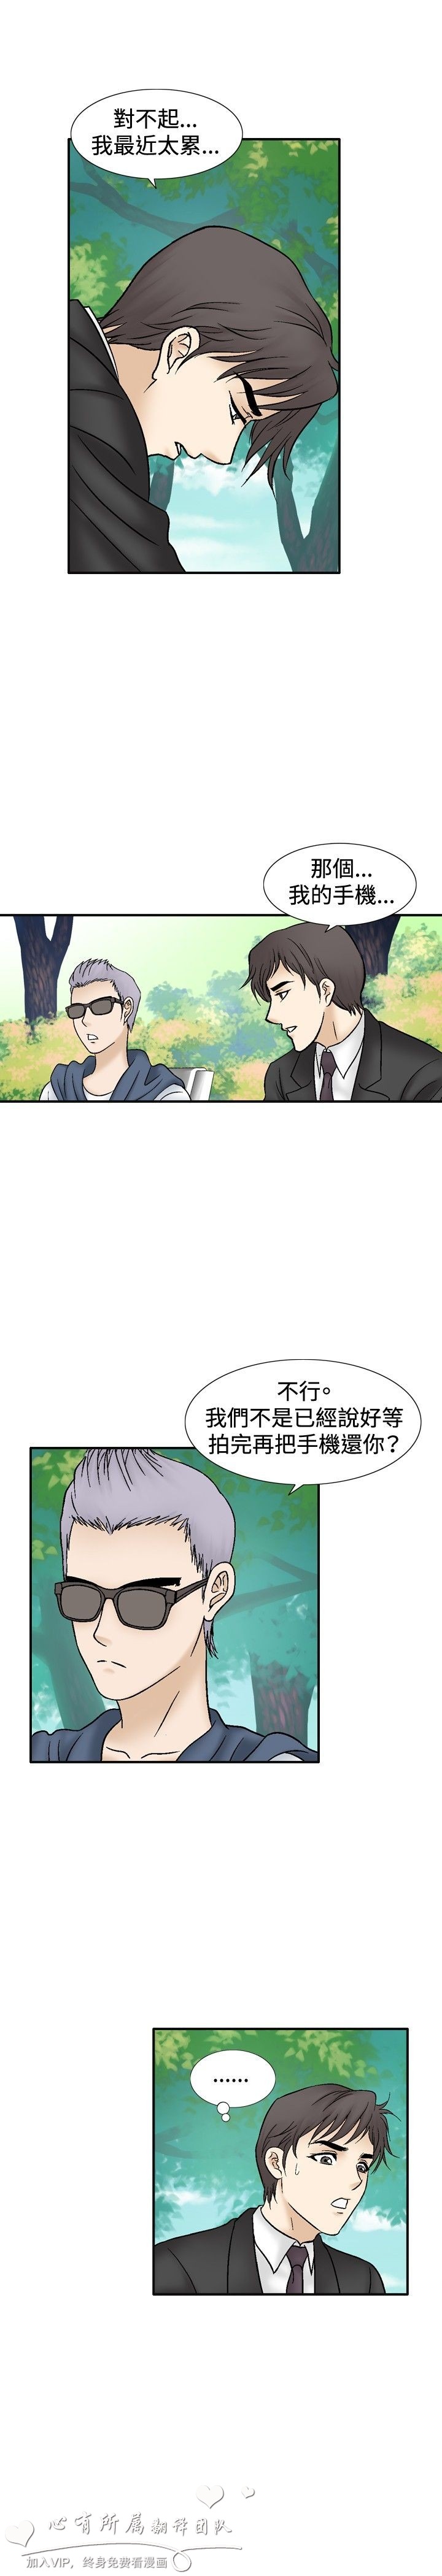 對不起...
我最近太累...
那個...
我的手機...
不行。
我們不是已經說好等
拍完再把手機還你？
......
心有所属翻译团队
加入VIP，终身免费看漫画